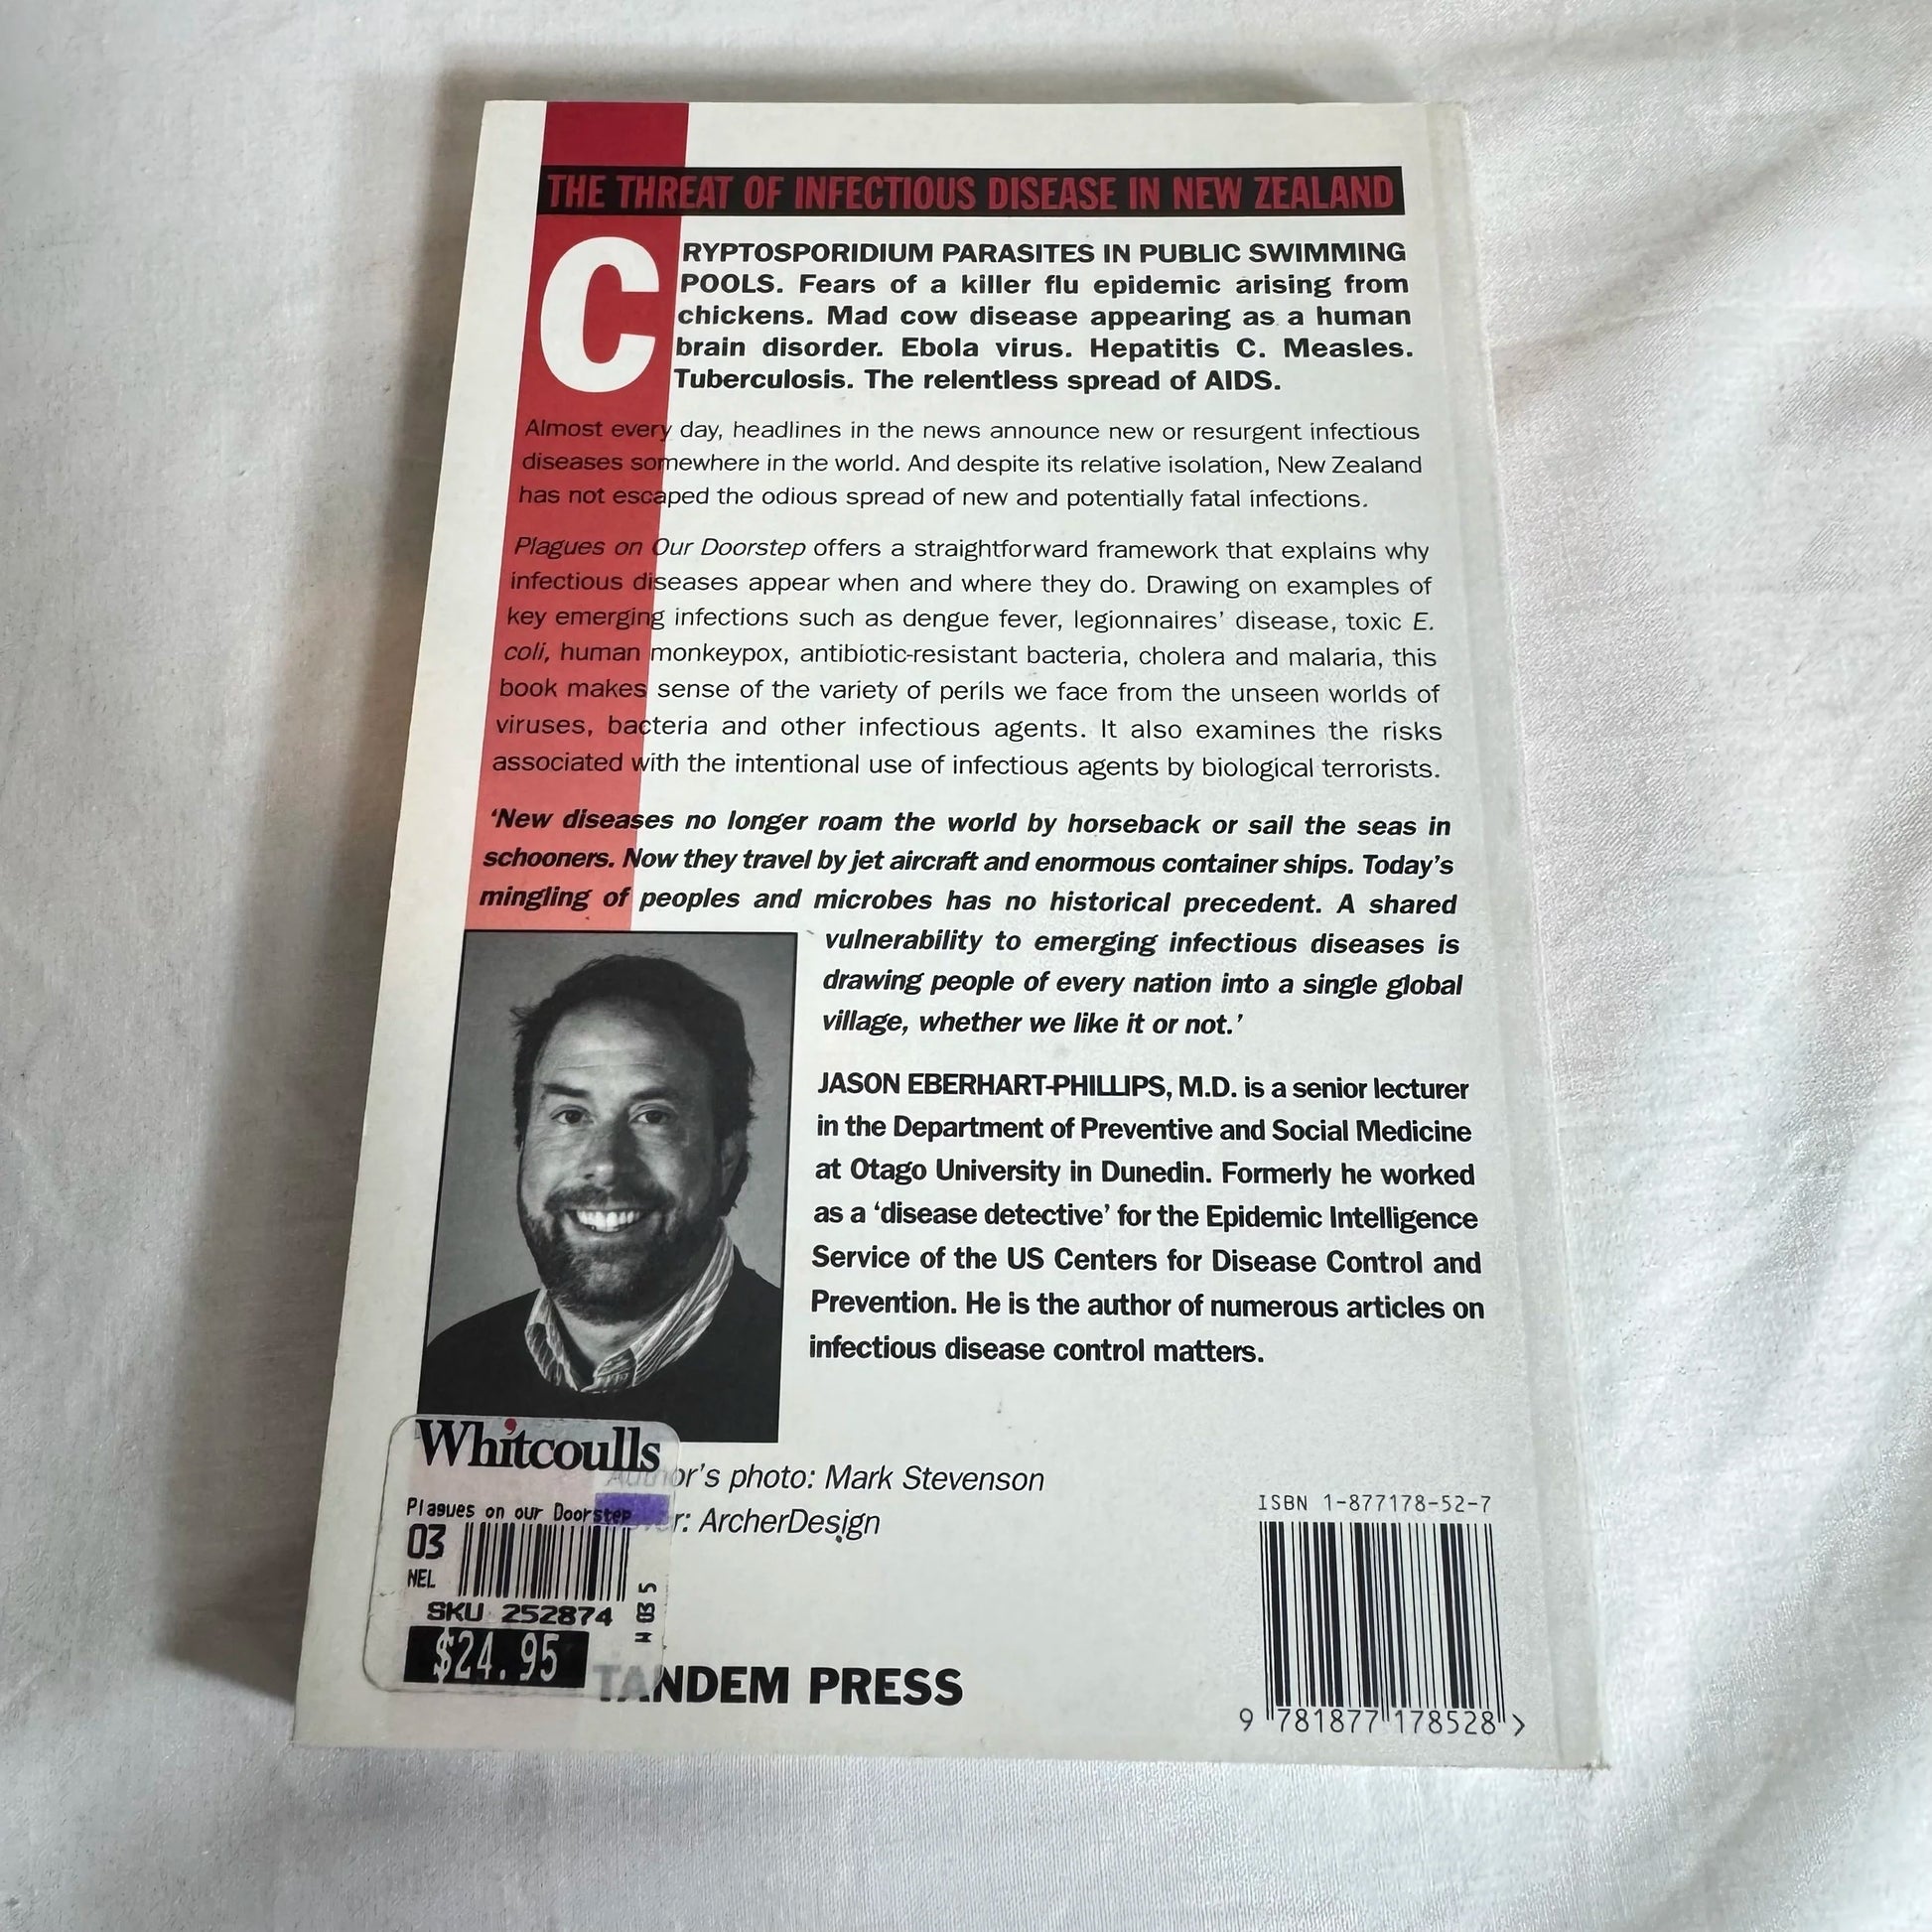 THE THREAT OF INFECTIOUS DISEASE IN NEW ZEALAND
CRYPTOSPORIDIUM PARASITES IN PUBLIC SWIMMING
POOLS. Fears of a killer flu epidemic arising from
chickens. Mad cow disease appearing as a human
brain disorder. Ebola virus. Hepatitis C. Measles.
Tuberculosis. The relentless spread of AIDS.
Almost every day, headlines in the news announce new or resurgent infectious
diseases somewhere in the world. And despite its relative isolation, New Zealand
has not escaped the odious spread of new and potentially fatal infections.
Plagues on Our Doorstep offers a straightforward framework that explains why
infectious diseases appear when and where they do. Drawing on examples of
key emerging infections such as dengue fever, legionnaires' disease, toxic E.
coli, human monkeypox, antibiotic-resistant bacteria, cholera and malaria, this
book makes sense of the variety of perils we face from the unseen worlds of
viruses, bacteria and other infectious agents. It also examines the risks
associated with the intentional use of infectious agents by biological terrorists.
'New diseases no longer roam the world by horseback or sail the seas in
schooners. Now they travel by jet aircraft and enormous container ships. Today's
mingling of peoples and microbes has no historical precedent. A shared
vulnerability to emerging infectious diseases is
drawing people of every nation into a single global
village, whether we like it or not.'
JASON EBERHART-PHILLIPS, M.D. is a senior lecturer
in the Department of Preventive and Social Medicine
at Otago University in Dunedin. Formerly he worked
as a 'disease detective' for the Epidemic Intelligence
Service of the US Centers for Disease Control and
Prevention. He is the author of numerous articles on
infectious disease control matters.
Whitcoulls
Author's photo: Mark Stevenson
Plagues on our Doorstep
r: ArcherDesign
03
NEL
SKU 252874
$24.95
TANDEM PRESS
ISBN 1-877178-52-7
9 781877 178528 >